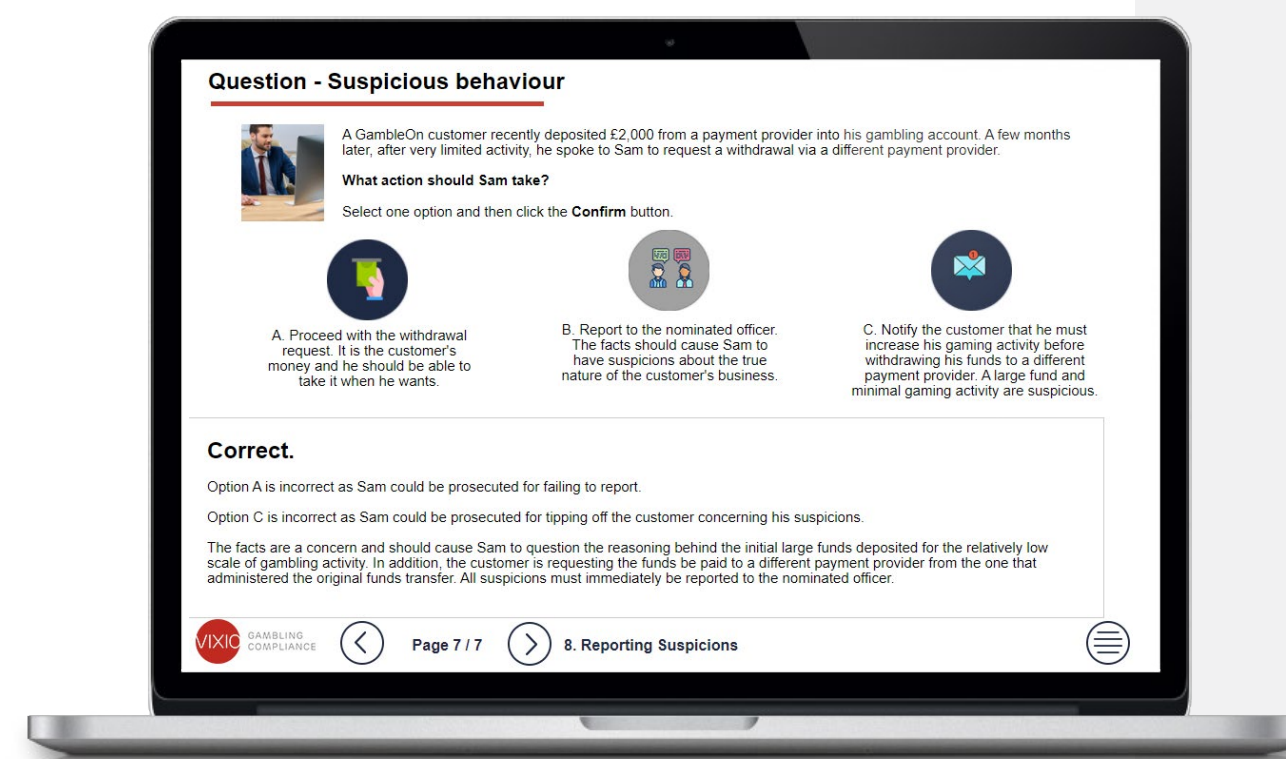 Question - Suspicious behaviour
A GambleOn customer recently deposited £2,000 from a payment provider into his gambling account. A few months
later, after very limited activity, he spoke to Sam to request a withdrawal via a different payment provider.
What action should Sam take?
Select one option and then click the Confirm button.
A. Proceed with the withdrawal
request. It is the customer's
money and he should be able to
take it when he wants.
B. Report to the nominated officer.
The facts should cause Sam to
have suspicions about the true
nature of the customer's business.
1
C. Notify the customer that he must
increase his gaming activity before
withdrawing his funds to a different
payment provider. A large fund and
minimal gaming activity are suspicious.
Correct.
Option A is incorrect as Sam could be prosecuted for failing to report.
Option C is incorrect as Sam could be prosecuted for tipping off the customer concerning his suspicions.
The facts are a concern and should cause Sam to question the reasoning behind the initial large funds deposited for the relatively low
scale of gambling activity. In addition, the customer is requesting the funds be paid to a different payment provider from the one that
administered the original funds transfer. All suspicions must immediately be reported to the nominated officer.
VIXIO
GAMBLING
COMPLIANCE
Page 7 / 7
8. Reporting Suspicions